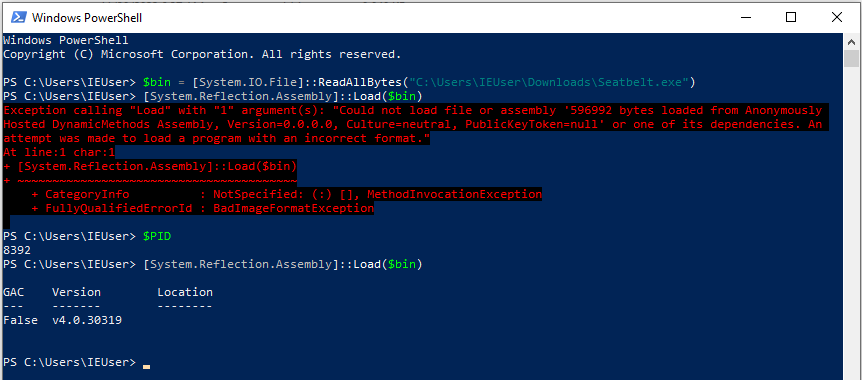 Windows PowerShell
Windows PowerShell
Copyright (C) Microsoft Corporation. All rights reserved.
PS C:\Users\IEUser> $bin = [System.IO.File]::ReadAllBytes("C:\Users\IEUser\Downloads\Seatbelt.exe")
PS C:\Users\IEUser> [System.Reflection.Assembly]::Load($bin)
Exception calling "Load" with "1" argument(s): "Could not load file or assembly '596992 bytes loaded from Anonymously
Hosted DynamicMethods Assembly, Version=0.0.0.0, Culture=neutral, PublicKeyToken=null' or one of its dependencies. An
attempt was made to load a program with an incorrect format."
At line:1 char:1
+ [System.Reflection.Assembly]::Load($bin)
+ ~~~~~~~~~~~~~~~~~~~~~~~~~~~~~~~~~~~~~~~~
    + CategoryInfo          : NotSpecified: (:) [], MethodInvocationException
    + FullyQualifiedErrorId : BadImageFormatException
PS C:\Users\IEUser> $PID
8392
PS C:\Users\IEUser> [System.Reflection.Assembly]::Load($bin)
GAC    Version        Location
---    -------        --------
False  v4.0.30319
PS C:\Users\IEUser>